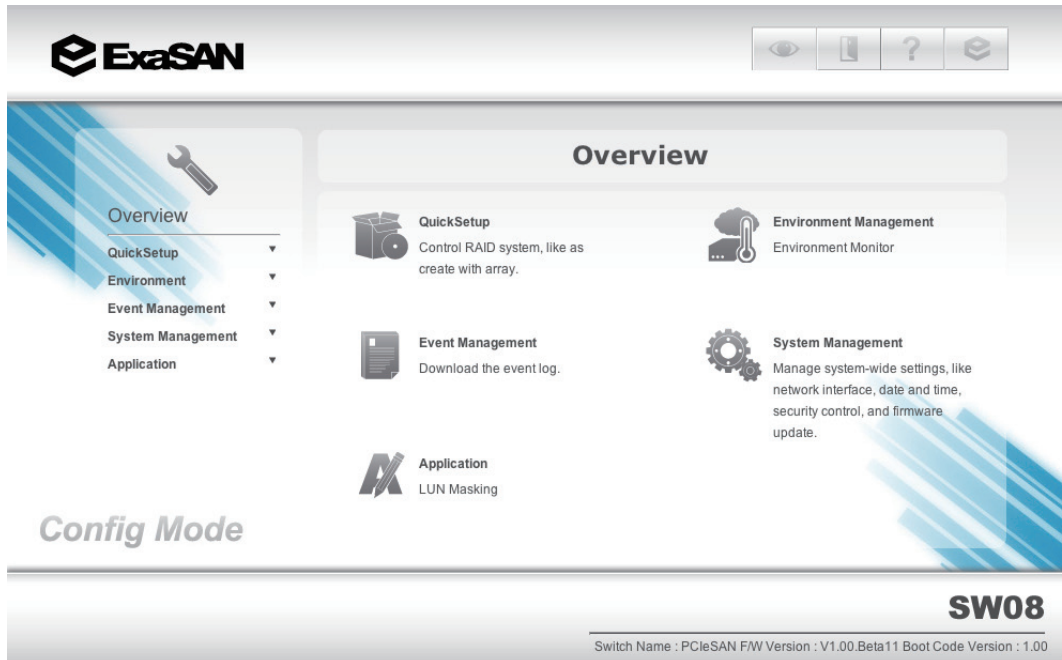 ExaSAN
?
Overview
Overview
QuickSetup
Environment
Event Management
System Management
Application
QuickSetup
Control RAID system, like as
create with array.
Environment Management
Environment Monitor
Event Management
Download the event log.
System Management
Manage system-wide settings, like
network interface, date and time,
security control, and firmware
update.
Application
LUN Masking
Config Mode
SW08
Switch Name : PCIeSAN F/W Version : V1.00.Beta11 Boot Code Version : 1.00